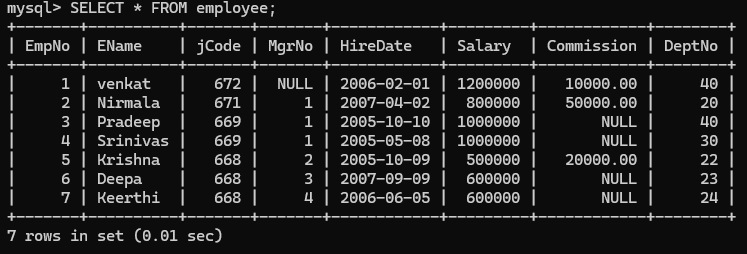 mysql> SELECT * FROM employee;
+-------+----------+-------+-------+------------+---------+------------+--------+
| EmpNo | EName    | jCode | MgrNo | HireDate   | Salary  | Commission | DeptNo |
+-------+----------+-------+-------+------------+---------+------------+--------+
|     1 | venkat   |   672 |  NULL | 2006-02-01 | 1200000 |   10000.00 |     40 |
|     2 | Nirmala  |   671 |     1 | 2007-04-02 |  800000 |   50000.00 |     20 |
|     3 | Pradeep  |   669 |     1 | 2005-10-10 | 1000000 |       NULL |     40 |
|     4 | Srinivas |   669 |     1 | 2005-05-08 | 1000000 |       NULL |     30 |
|     5 | Krishna  |   668 |     2 | 2005-10-09 |  500000 |   20000.00 |     22 |
|     6 | Deepa    |   668 |     3 | 2007-09-09 |  600000 |       NULL |     23 |
|     7 | Keerthi  |   668 |     4 | 2006-06-05 |  600000 |       NULL |     24 |
+-------+----------+-------+-------+------------+---------+------------+--------+
7 rows in set (0.01 sec)